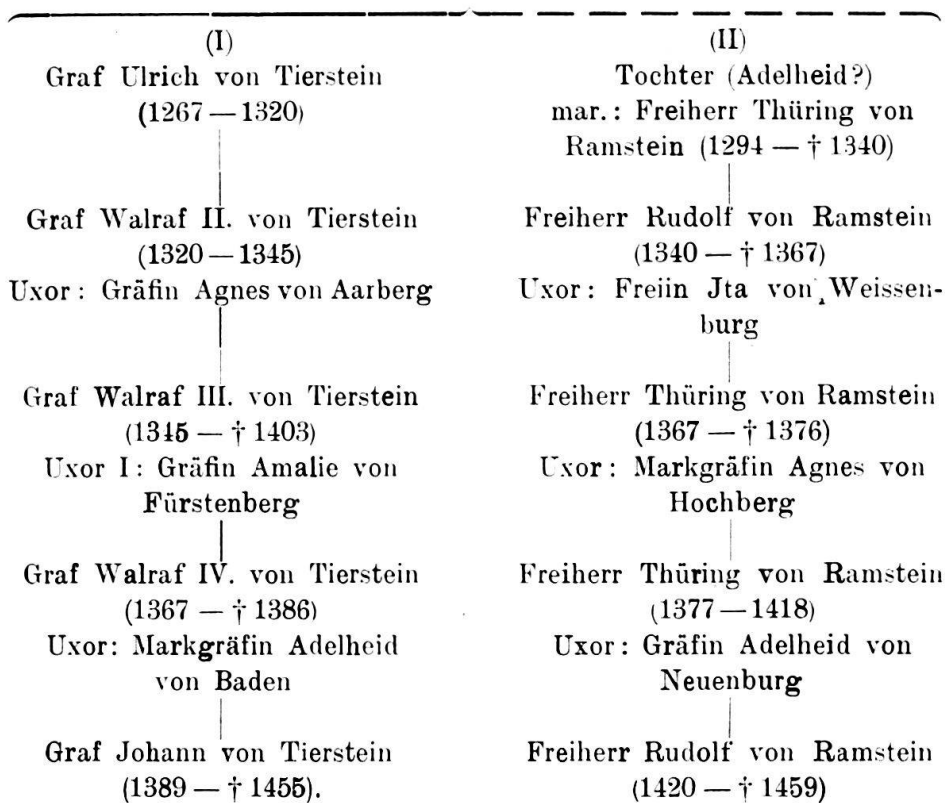 (I)
Graf Ulrich von Tierstein
(1267 — 1320)
Graf Walraf II. von Tierstein
(1320 — 1345)
Uxor: Gräfin Agnes von Aarberg
Graf Walraf III. von Tierstein
(1345 — † 1403)
Uxor I: Gräfin Amalie von
Fürstenberg
Graf Walraf IV. von Tierstein
(1367 — † 1386)
Uxor: Markgräfin Adelheid
von Baden
Graf Johann von Tierstein
(1389 — † 1455).
(II)
Tochter (Adelheid?)
mar.: Freiherr Thüring von
Ramstein (1294 — † 1340)
Freiherr Rudolf von Ramstein
(1340 — † 1367)
Uxor: Freiin Jta von Weissen-
burg
Freiherr Thüring von Ramstein
(1367 — † 1376)
Uxor: Markgräfin Agnes von
Hochberg
Freiherr Thüring von Ramstein
(1377 — 1418)
Uxor: Gräfin Adelheid von
Neuenburg
Freiherr Rudolf von Ramstein
(1420 — † 1459)